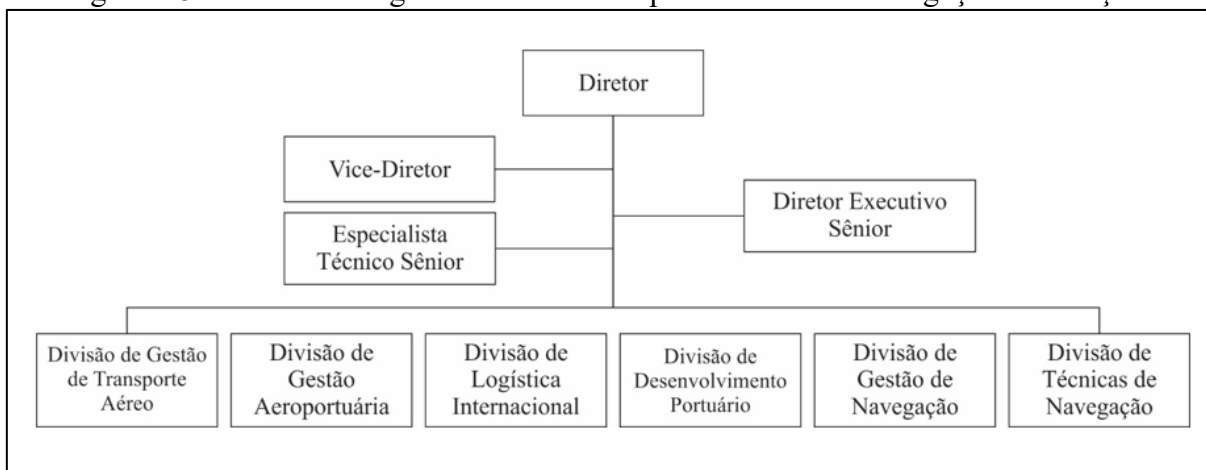 Diretor
Vice-Diretor
Diretor Executivo
Sênior
Especialista
Técnico Sênior
Divisão de Gestão
de Transporte
Aéreo
Divisão de
Gestão
Aeroportuária
Divisão de
Logística
Internacional
Divisão de
Desenvolvimento
Portuário
Divisão de
Gestão de
Navegação
Divisão de
Técnicas de
Navegação